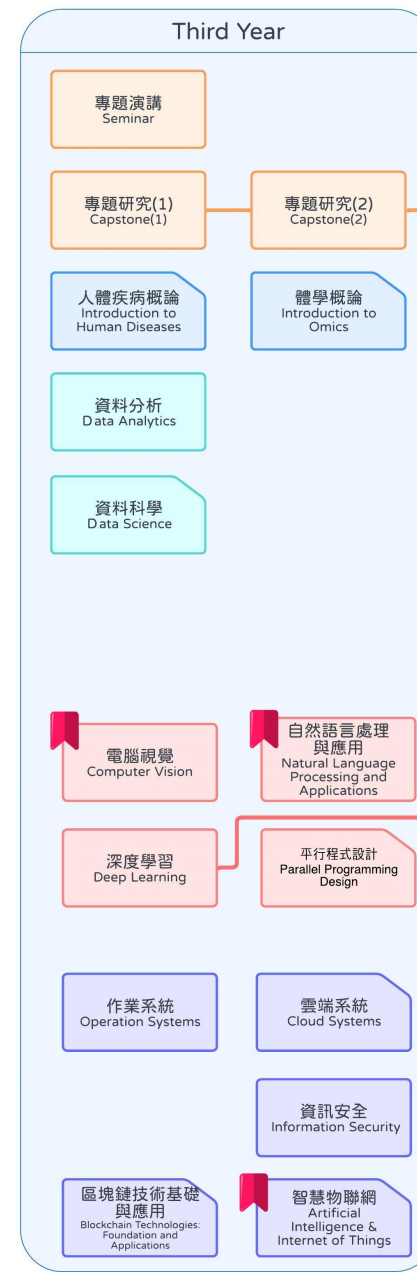 Third Year
專題演講
Seminar
專題研究(1)
Capstone(1)
專題研究(2)
Capstone(2)
人體疾病概論
Introduction to
Human Diseases
體學概論
Introduction to
Omics
資料分析
Data Analytics
資料科學
Data Science
電腦視覺
Computer Vision
自然語言處理
與應用
Natural Language
Processing and
Applications
深度學習
Deep Learning
平行程式設計
Parallel Programming
Design
作業系統
Operation Systems
雲端系統
Cloud Systems
資訊安全
Information Security
區塊鏈技術基礎
與應用
Blockchain Technologies:
Foundation and
Applications
智慧物聯網
Artificial
Intelligence &
Internet of Things